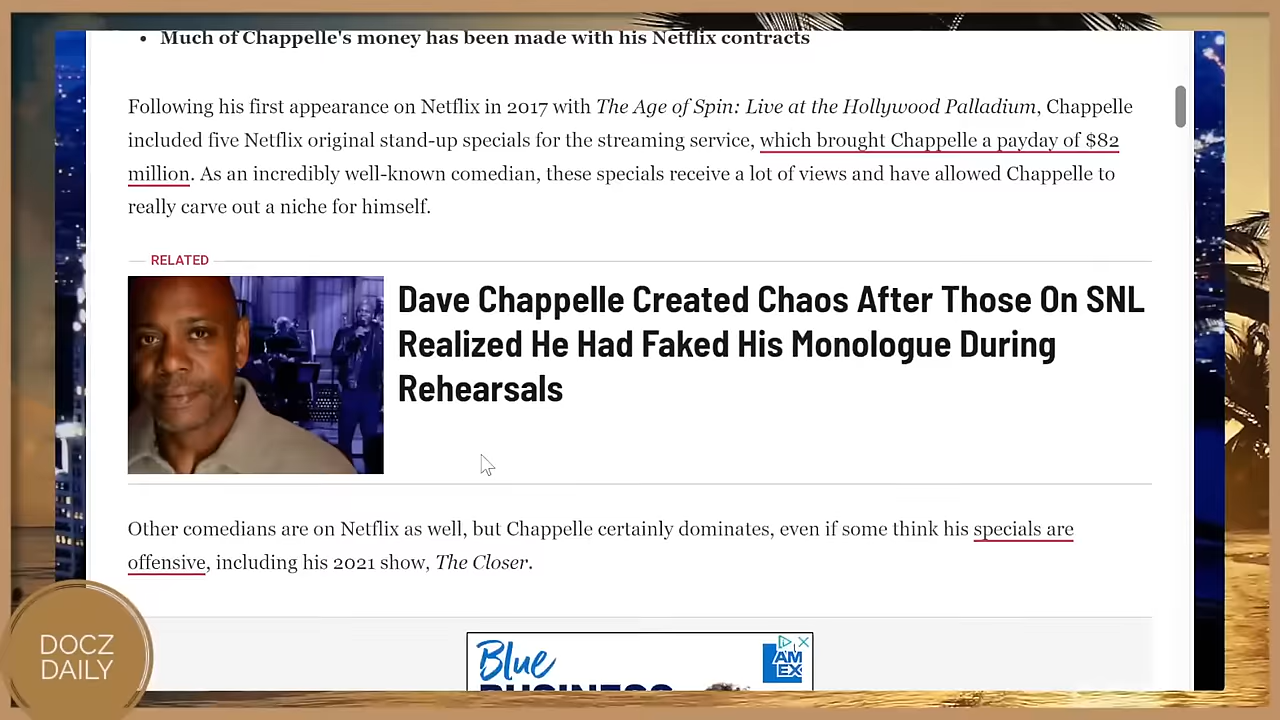 • Much of Chappelle's money has been made with his Netflix contracts
Following his first appearance on Netflix in 2017 with The Age of Spin: Live at the Hollywood Palladium, Chappelle
included five Netflix original stand-up specials for the streaming service, which brought Chappelle a payday of $82
million. As an incredibly well-known comedian, these specials receive a lot of views and have allowed Chappelle to
really carve out a niche for himself.
RELATED
Dave Chappelle Created Chaos After Those On SNL
Realized He Had Faked His Monologue During
Rehearsals
Other comedians are on Netflix as well, but Chappelle certainly dominates, even if some think his specials are
offensive, including his 2021 show, The Closer.
Blue
BUSINESS
AM
EX
DOCZ
DAILY